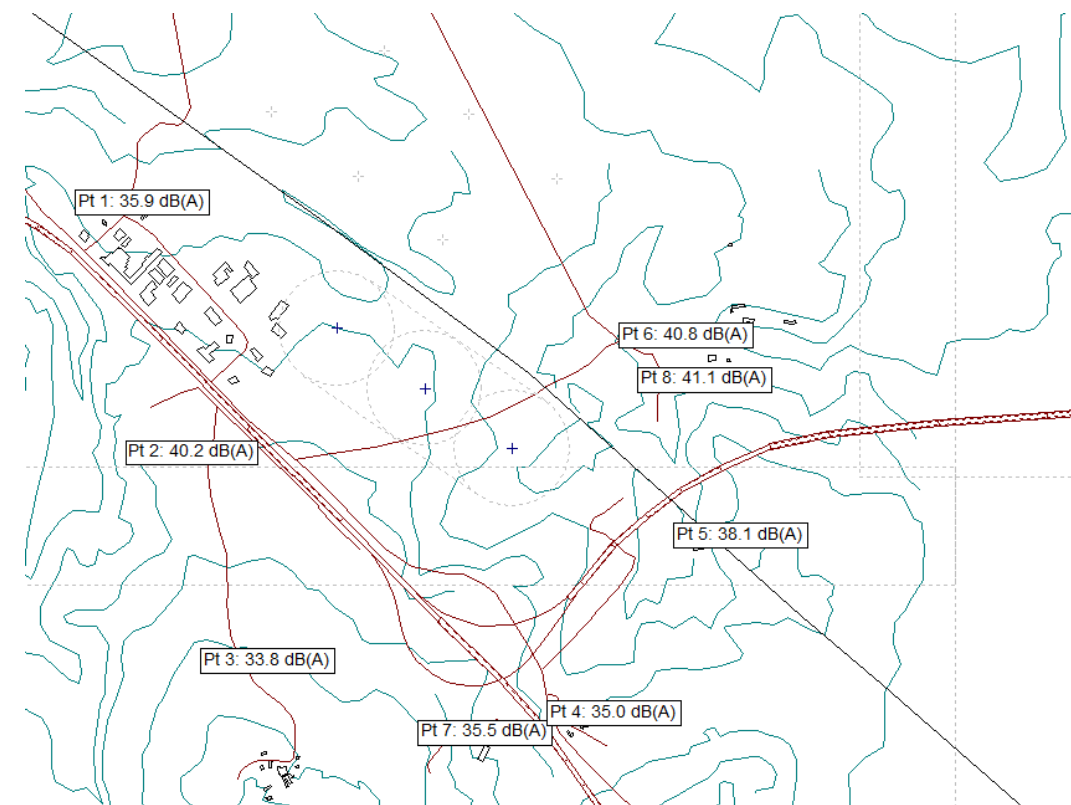 Pt 1: 35.9 dB(A)
Pt 6: 40.8 dB(A)
Pt 8: 41.1 dB(A)
Pt 2: 40.2 dB(A)
Pt 5: 38.1 dB(A)
Pt 3: 33.8 dB(A)
Pt 4: 35.0 dB(A)
Pt 7: 35.5 dB(A)